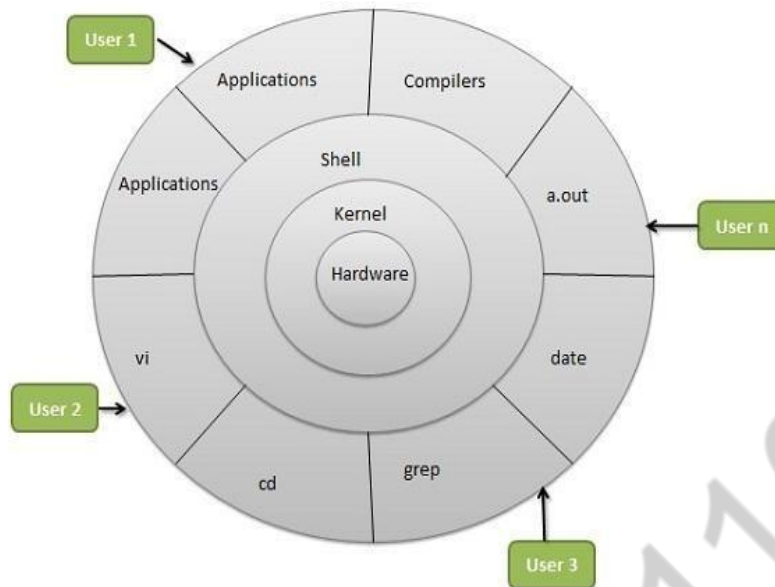 User 1
Applications
Compilers
Applications
Shell
a.out
Kernel
User n
Hardware
vi
date
User 2
cd
grep
User 3